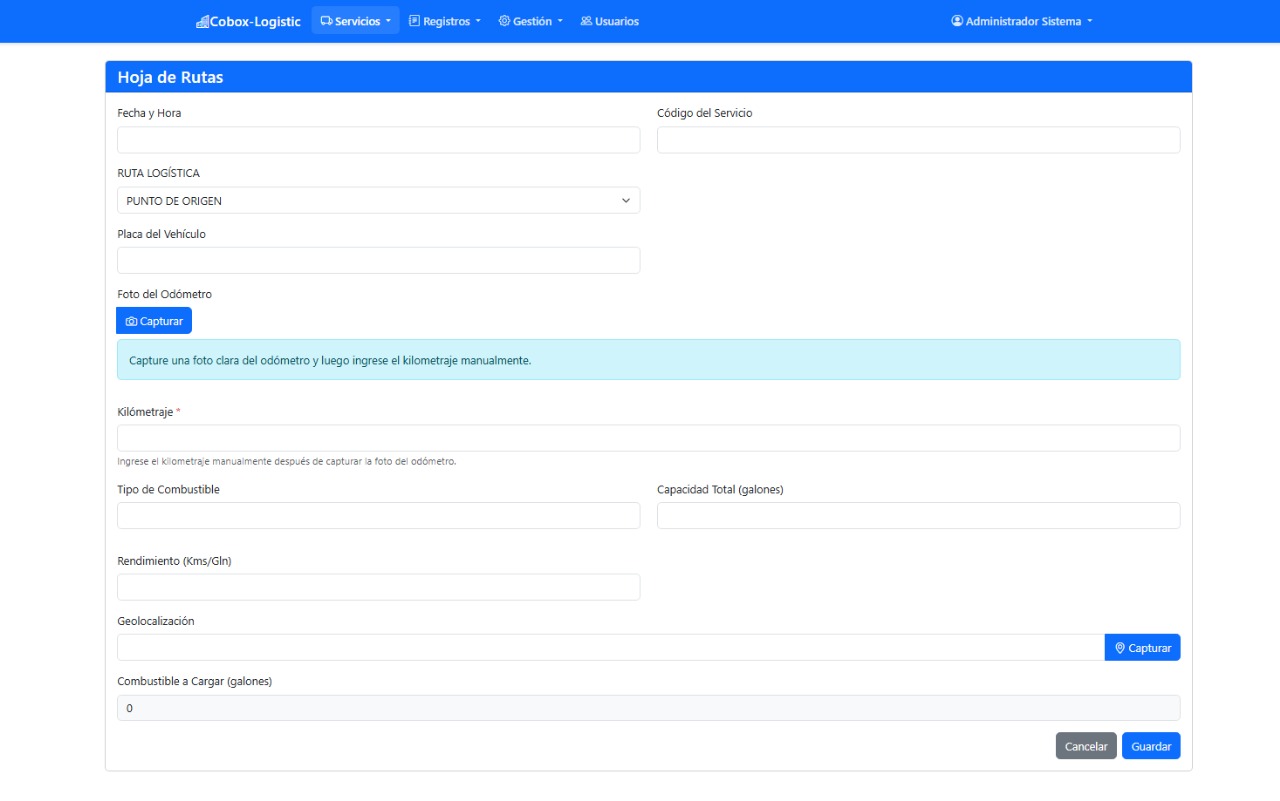 Cobox-Logistic Servicios Registros Gestión Usuarios Administrador Sistema
Hoja de Rutas
Fecha y Hora Código del Servicio
RUTA LOGÍSTICA
PUNTO DE ORIGEN
Placa del Vehículo
Foto del Odómetro
Capturar
Capture una foto clara del odómetro y luego ingrese el kilometraje manualmente.
Kilómetraje *
Ingrese el kilometraje manualmente después de capturar la foto del odómetro.
Tipo de Combustible Capacidad Total (galones)
Rendimiento (Kms/Gln)
Geolocalización
Capturar
Combustible a Cargar (galones)
0
Cancelar Guardar